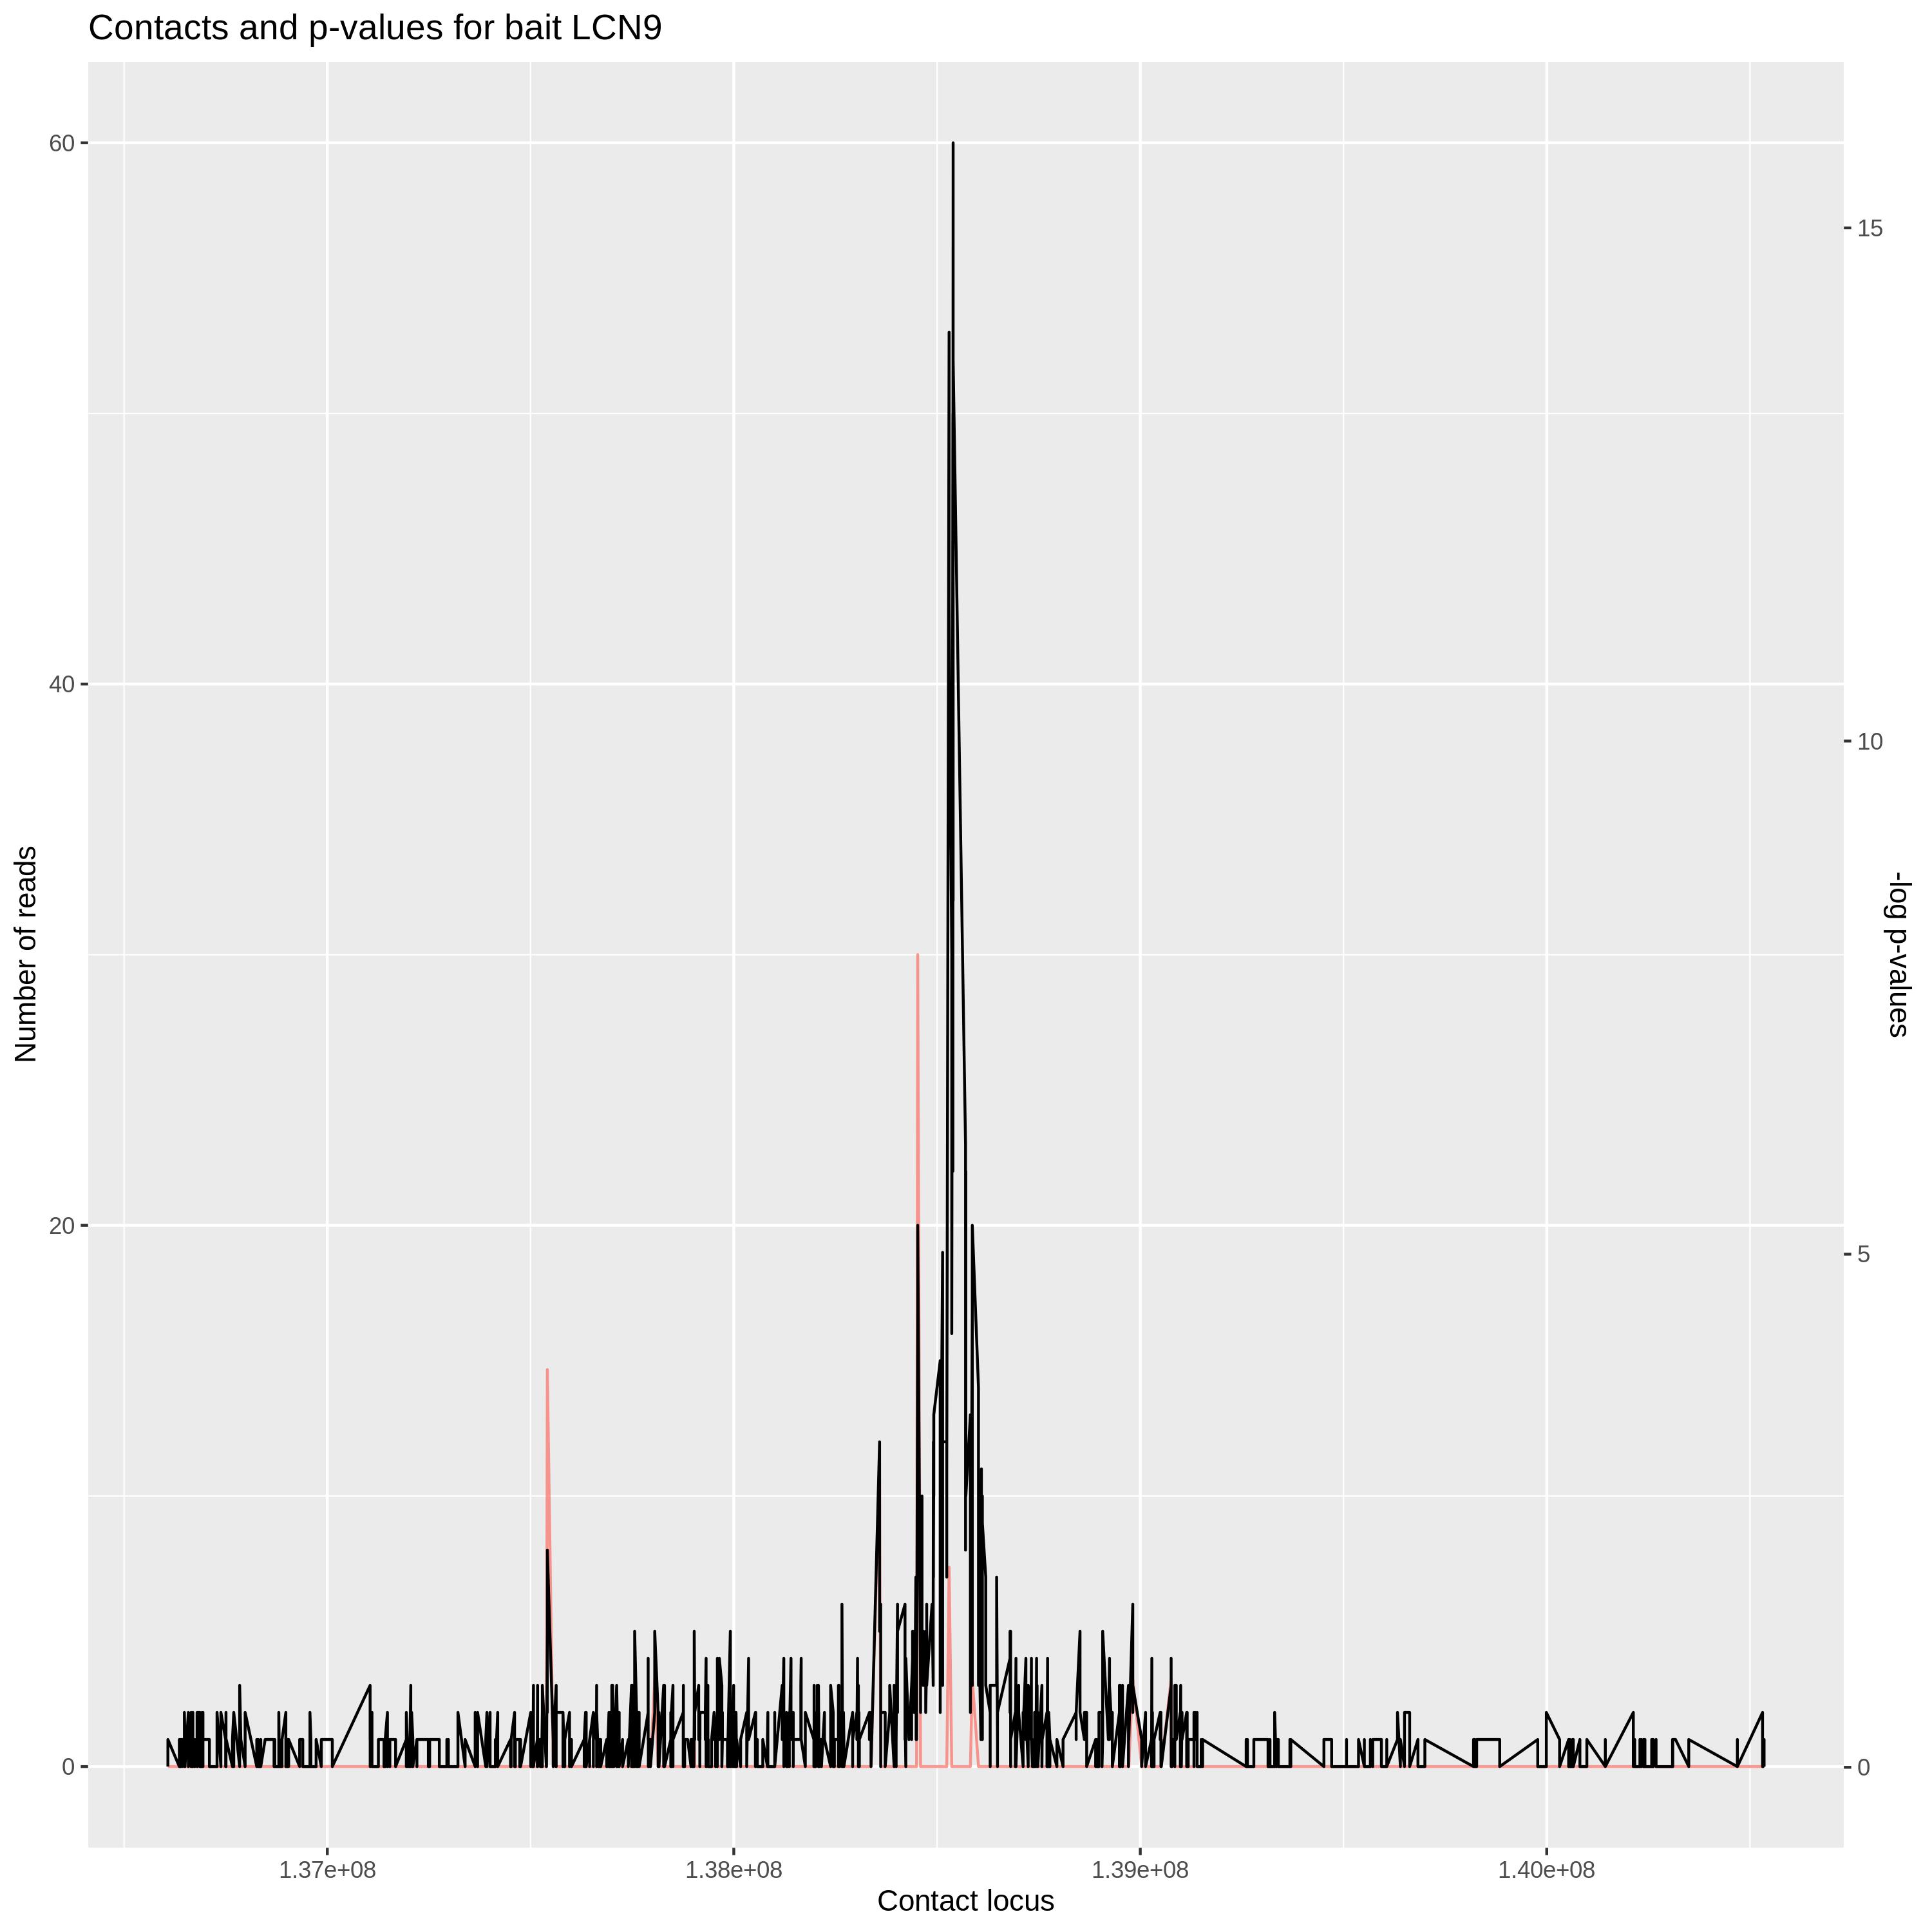 Contacts and p-values for bait LCN9
60
40
20
0
15
10
5
0
Number of reads
-log p-values
1.37e+08
1.38e+08
1.39e+08
1.40e+08
Contact locus